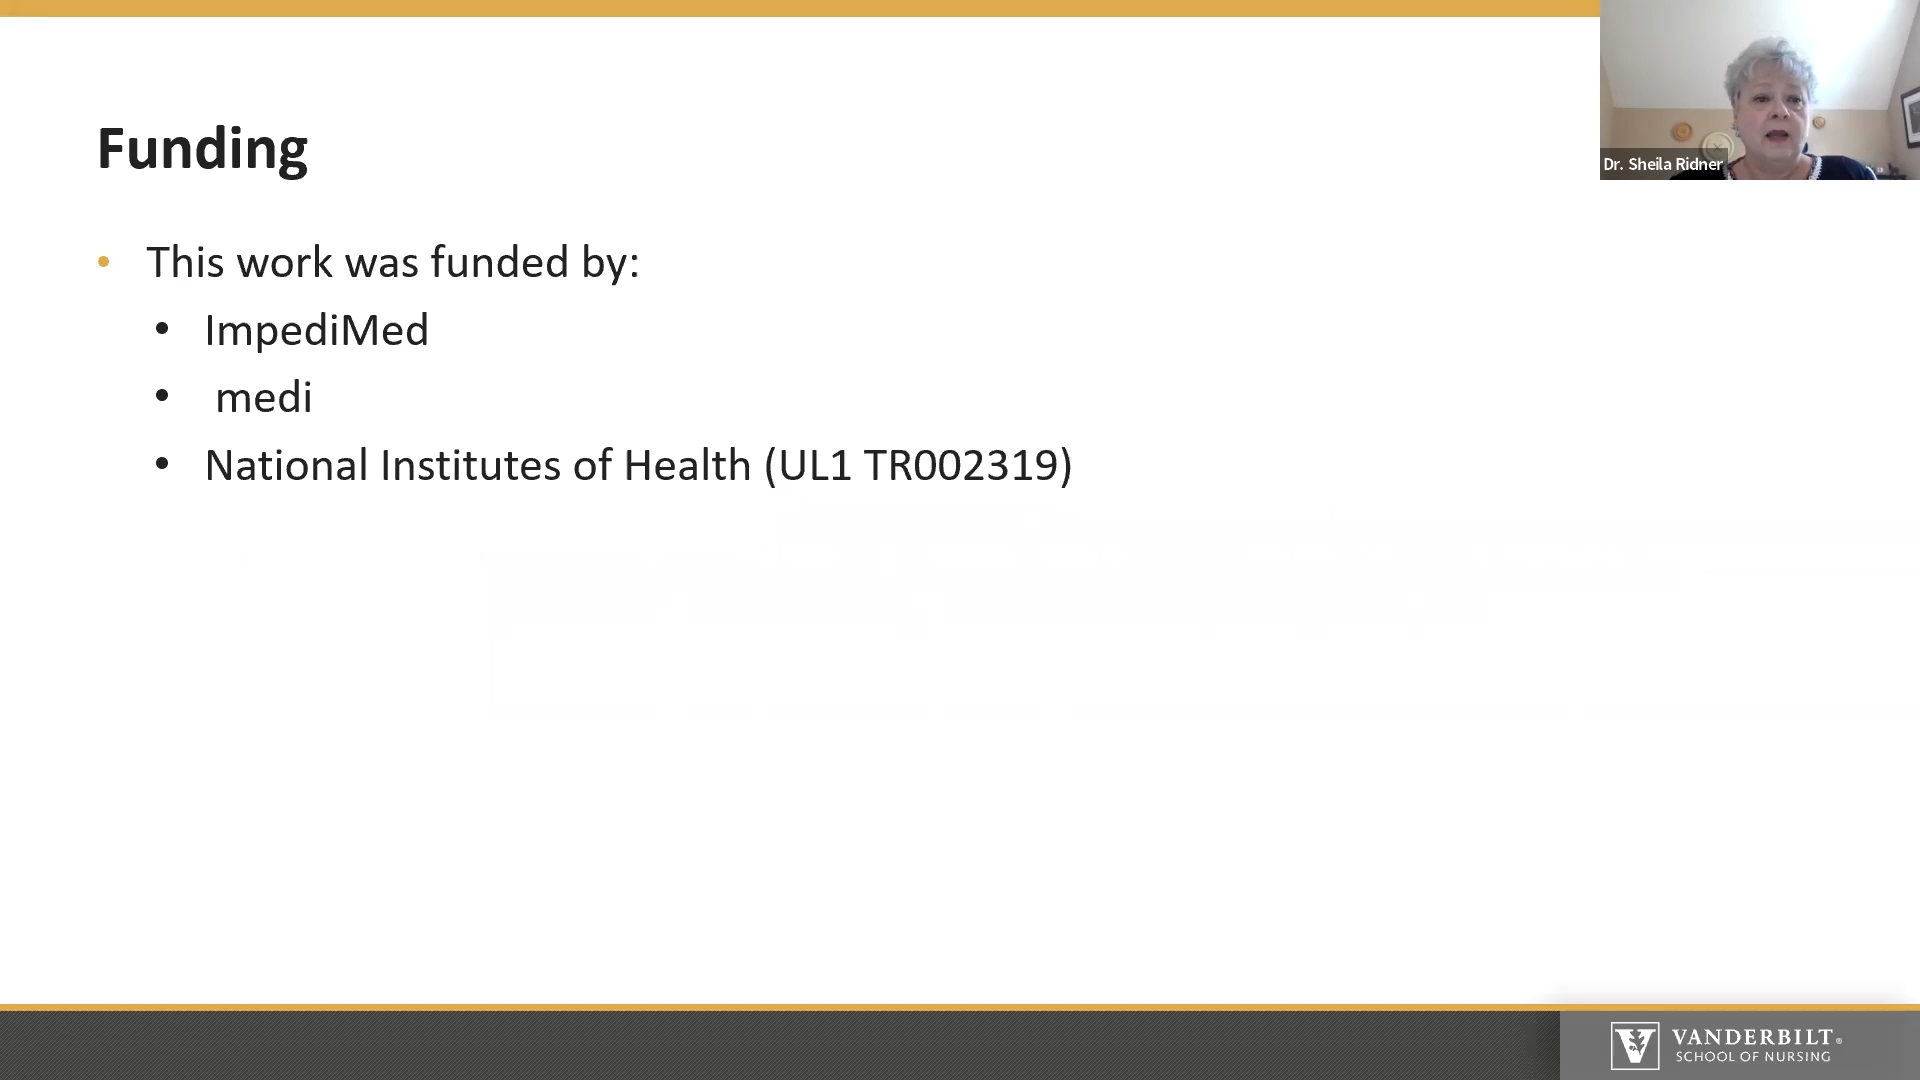 Funding
• This work was funded by:
• ImpediMed
• medi
• National Institutes of Health (UL1 TR002319)
Dr. Sheila Ridner
V
VANDERBILT®
SCHOOL OF NURSING